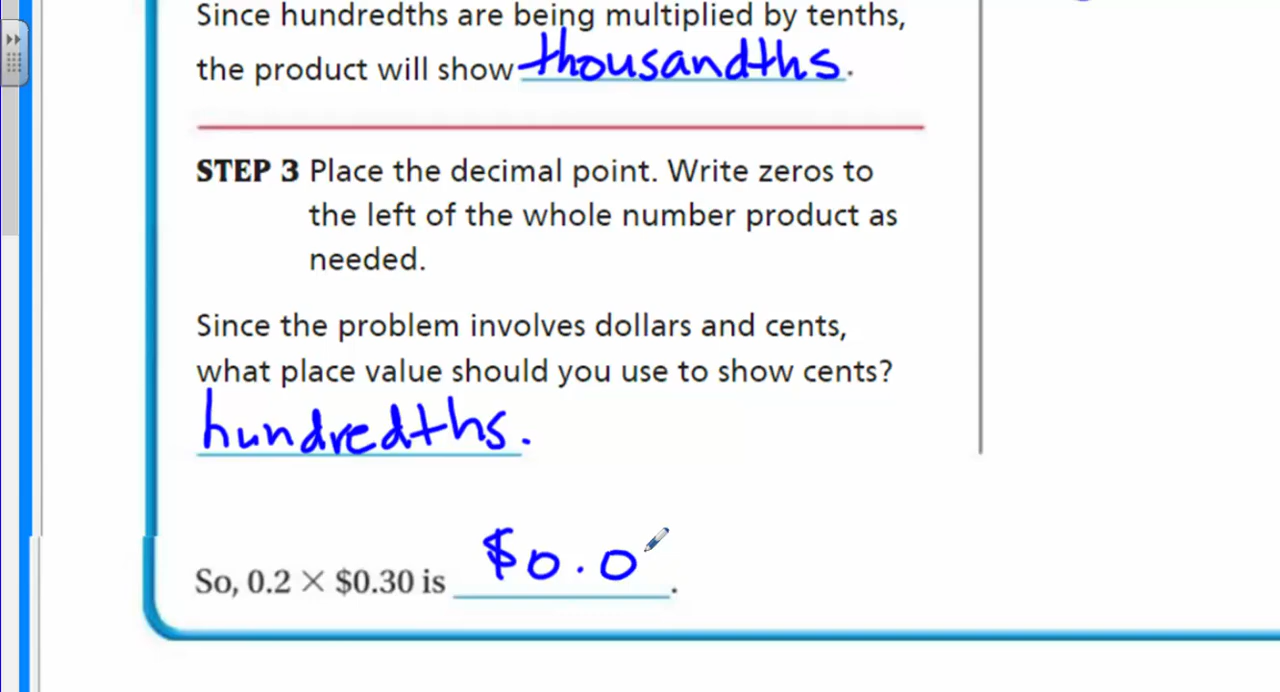 Since hundredths are being multiplied by tenths,
the product will show thousandths.
STEP 3 Place the decimal point. Write zeros to
the left of the whole number product as
needed.
Since the problem involves dollars and cents,
what place value should you use to show cents?
hundredths.
So, 0.2 × $0.30 is $0.0.